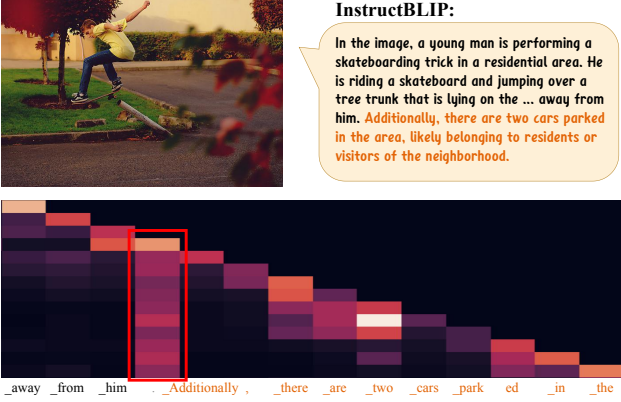 InstructBLIP:
In the image, a young man is performing a
skateboarding trick in a residential area. He
is riding a skateboard and jumping over a
tree trunk that is lying on the ... away from
him. Additionally, there are two cars parked
in the area, likely belonging to residents or
visitors of the neighborhood.
_away _from _him . _Additionally , _there _are _two _cars _park ed _in _the